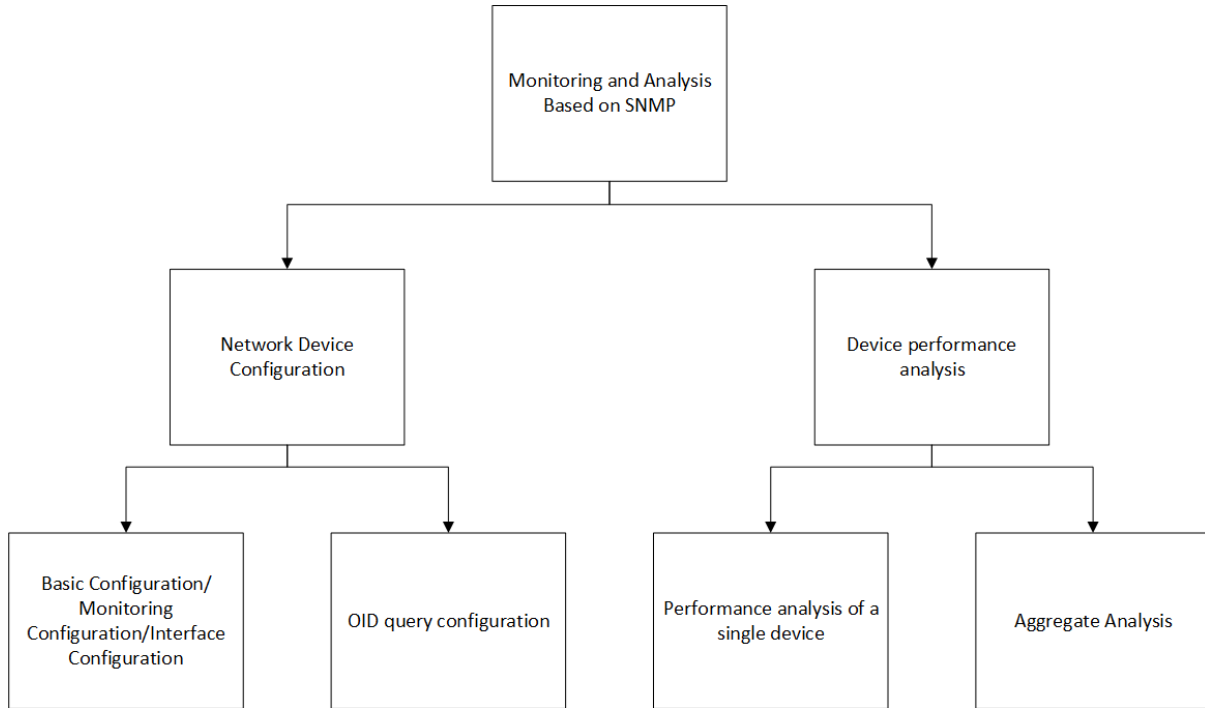 Monitoring and Analysis
Based on SNMP
Network Device
Configuration
Device performance
analysis
Basic Configuration/
Monitoring
Configuration/Interface
Configuration
OID query configuration
Performance analysis of a
single device
Aggregate Analysis